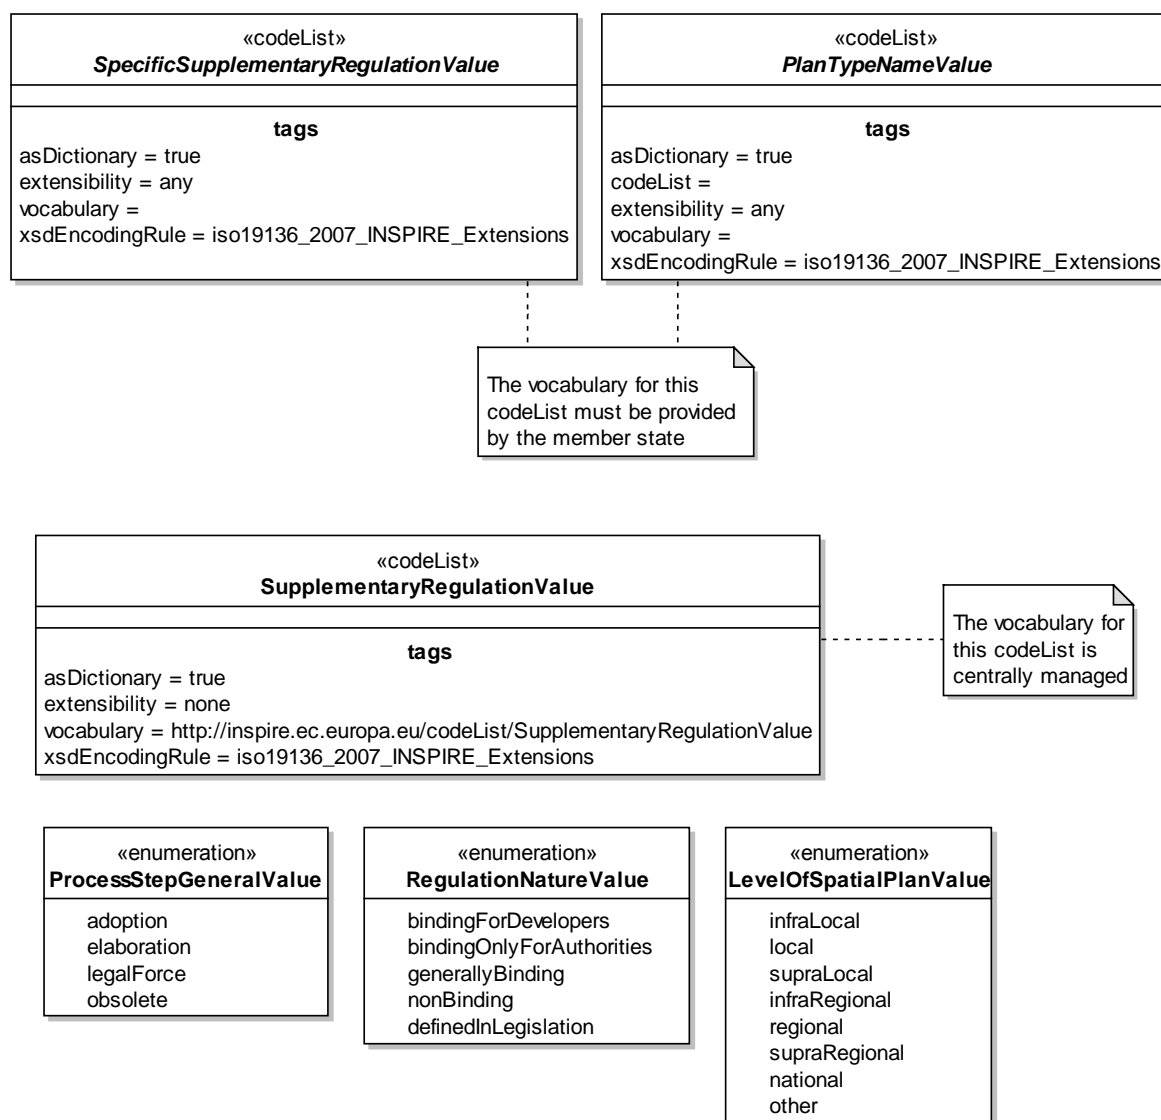 «codeList»
SpecificSupplementaryRegulationValue
tags
asDictionary = true
extensibility = any
vocabulary =
xsdEncodingRule = iso19136_2007_INSPIRE_Extensions
«codeList»
PlanTypeNameValue
tags
asDictionary = true
codeList =
extensibility = any
vocabulary =
xsdEncodingRule = iso19136_2007_INSPIRE_Extensions
The vocabulary for this
codeList must be provided
by the member state
«codeList»
SupplementaryRegulationValue
tags
asDictionary = true
extensibility = none
vocabulary = http://inspire.ec.europa.eu/codeList/SupplementaryRegulationValue
xsdEncodingRule = iso19136_2007_INSPIRE_Extensions
The vocabulary for
this codeList is
centrally managed
«enumeration»
ProcessStepGeneralValue
adoption
elaboration
legalForce
obsolete
«enumeration»
RegulationNatureValue
bindingForDevelopers
bindingOnlyForAuthorities
generallyBinding
nonBinding
definedInLegislation
«enumeration»
LevelOfSpatialPlanValue
infraLocal
local
supraLocal
infraRegional
regional
supraRegional
national
other